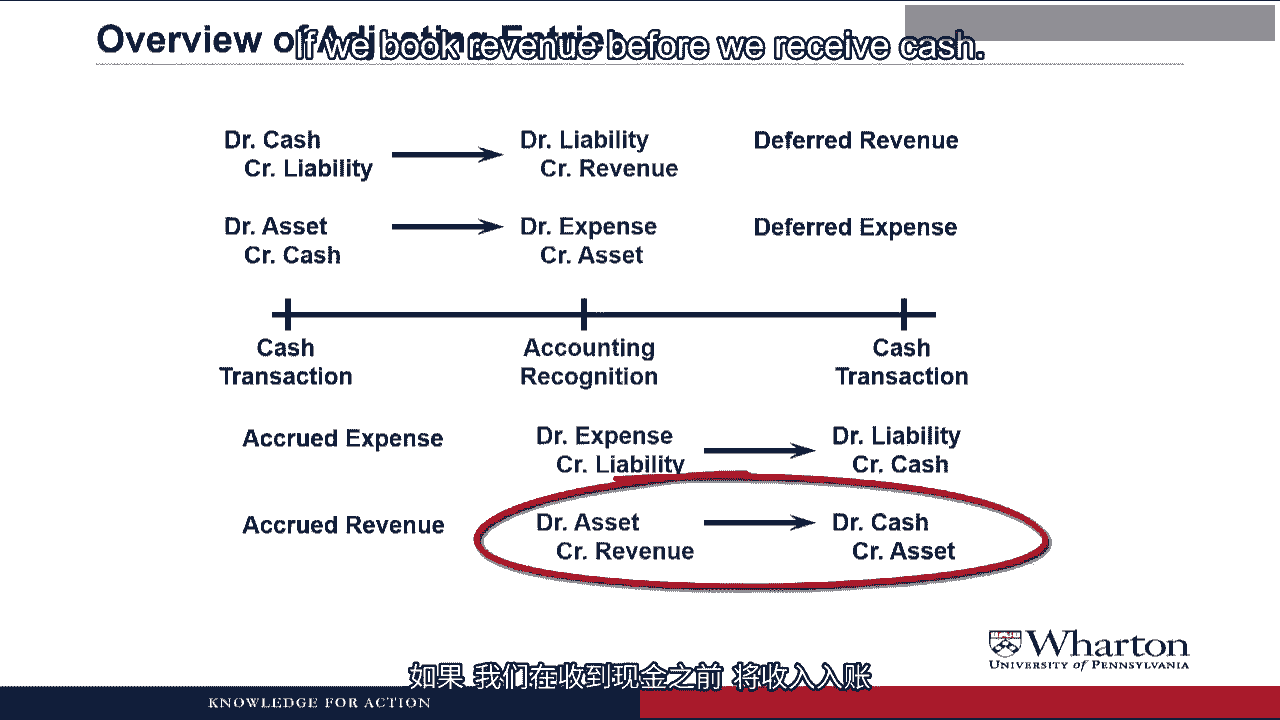 Overview of Adjusting Entries
If we book revenue before we receive cash.
Dr. Cash
Cr. Liability
Dr. Liability
Cr. Revenue
Deferred Revenue
Dr. Asset
Cr. Cash
Dr. Expense
Cr. Asset
Deferred Expense
Cash
Transaction
Accounting
Recognition
Cash
Transaction
Accrued Expense
Dr. Expense
Cr. Liability
Dr. Liability
Cr. Cash
Accrued Revenue
Dr. Asset
Cr. Revenue
Dr. Cash
Cr. Asset
Wharton
UNIVERSITY of PENNSYLVANIA
如果 我们在收到现金之前 将收入入账
KNOWLEDGE FOR ACTION